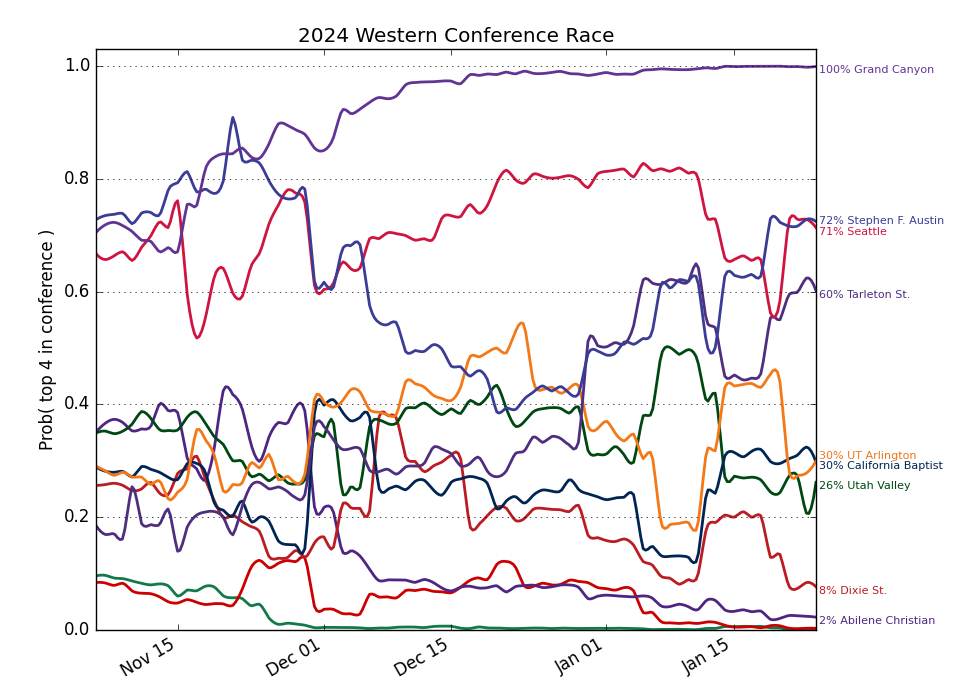 2024 Western Conference Race
Prob( top 4 in conference )
1.0
0.8
0.6
0.4
0.2
0.0
Nov 15
Dec 01
Dec 15
Jan 01
Jan 15
100% Grand Canyon
72% Stephen F. Austin
71% Seattle
60% Tarleton St.
30% UT Arlington
30% California Baptist
26% Utah Valley
8% Dixie St.
2% Abilene Christian